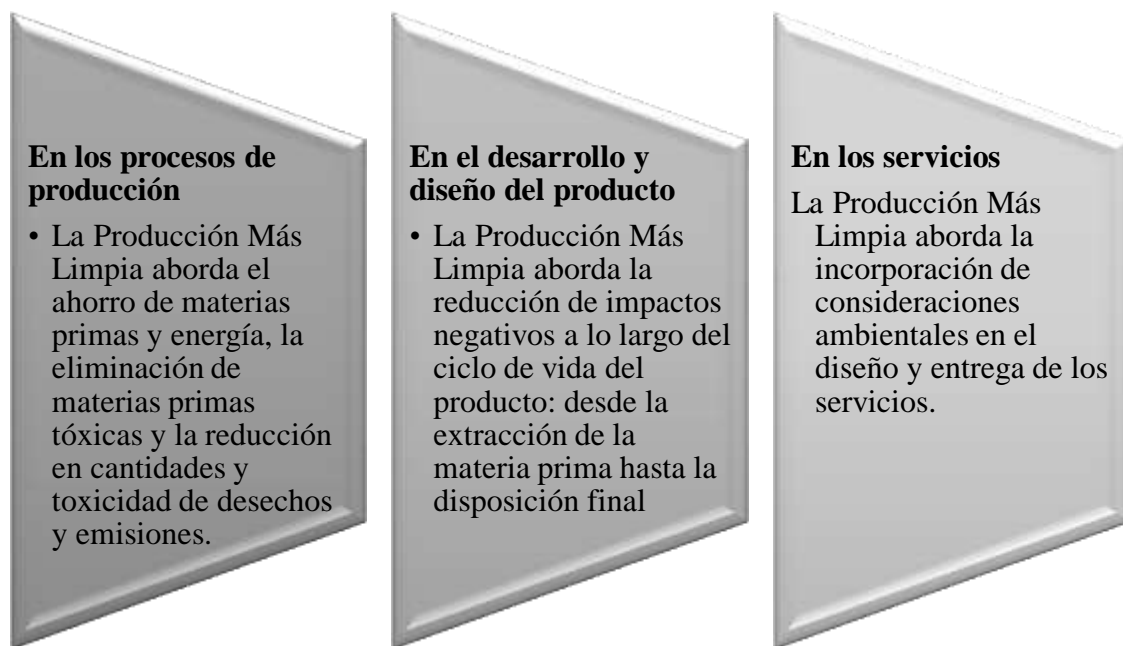 En los procesos de
producción
• La Producción Más
Limpia aborda el
ahorro de materias
primas y energía, la
eliminación de
materias primas
tóxicas y la reducción
en cantidades y
toxicidad de desechos
y emisiones.
En el desarrollo y
diseño del producto
• La Producción Más
Limpia aborda la
reducción de impactos
negativos a lo largo del
ciclo de vida del
producto: desde la
extracción de la
materia prima hasta la
disposición final
En los servicios
La Producción Más
Limpia aborda la
incorporación de
consideraciones
ambientales en el
diseño y entrega de los
servicios.